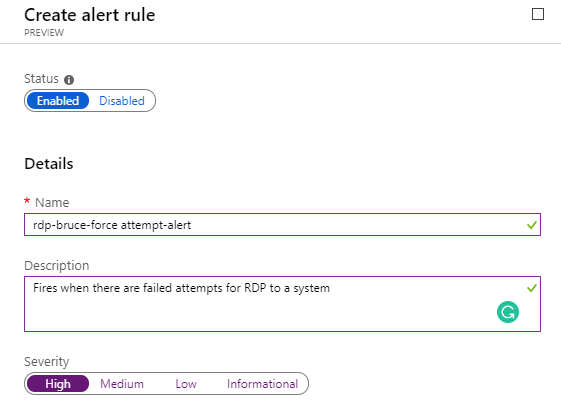 Create alert rule
PREVIEW
Status
Enabled Disabled
Details
* Name
rdp-bruce-force attempt-alert
Description
Fires when there are failed attempts for RDP to a system
Severity
High Medium Low Informational